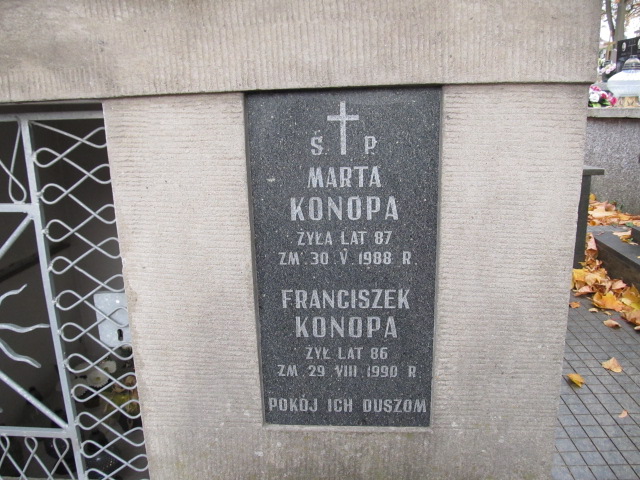 Ś P
MARTA
KONOPA
ŻYŁA LAT 87
ZM. 30 V 1988 R
FRANCISZEK
KONOPA
ŻYŁ LAT 86
ZM. 29 VIII 1990 R
POKÓJ ICH DUSZOM